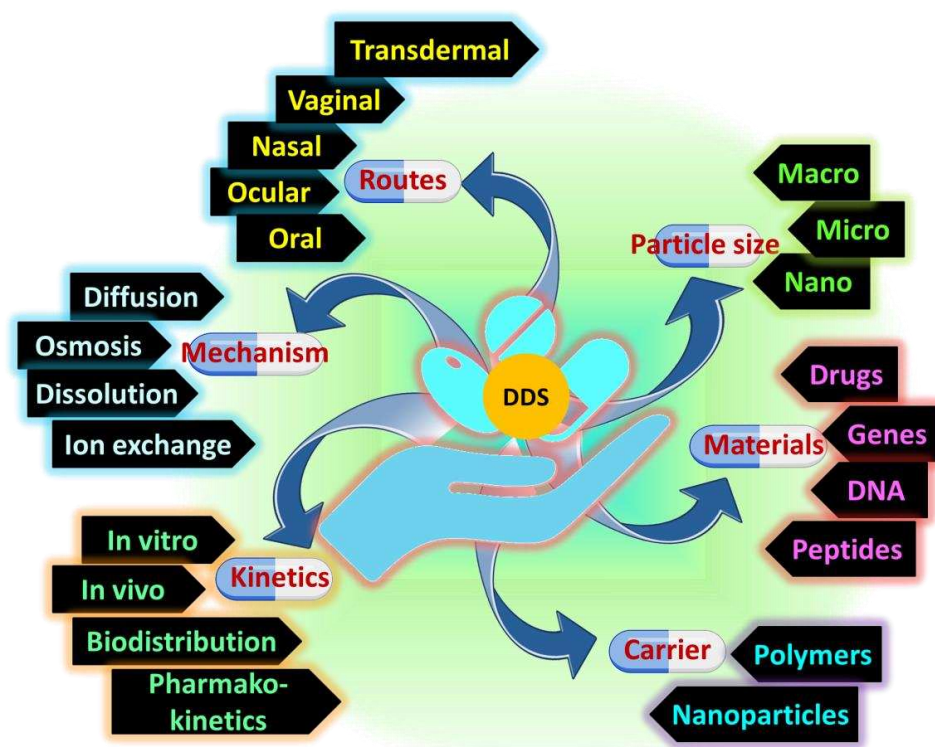 Transdermal
Vaginal
Nasal
Ocular
Oral
Routes
Macro
Micro
Nano
Particle size
Diffusion
Osmosis
Dissolution
Ion exchange
Mechanism
DDS
Drugs
Genes
DNA
Peptides
Materials
In vitro
In vivo
Biodistribution
Pharmako-
kinetics
Kinetics
Carrier
Polymers
Nanoparticles